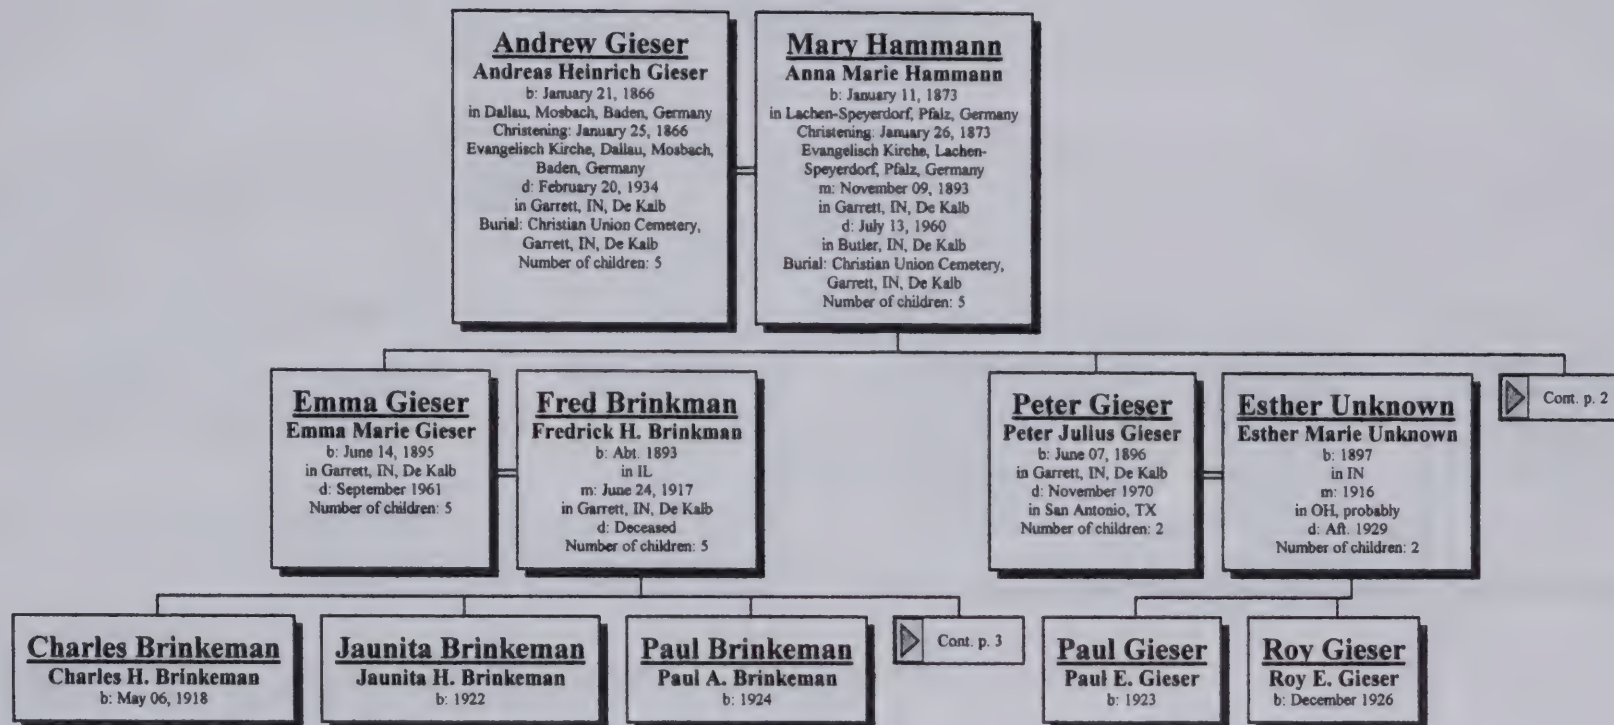 Andrew Gieser
Andreas Heinrich Gieser
b: January 21, 1866
in Dallau, Mosbach, Baden, Germany
Christening: January 25, 1866
Evangelisch Kirche, Dallau, Mosbach,
Baden, Germany
d: February 20, 1934
in Garrett, IN, De Kalb
Burial: Christian Union Cemetery,
Garrett, IN, De Kalb
Number of children: 5
Mary Hammann
Anna Marie Hammann
b: January 11, 1873
in Lachen-Speyerdorf, Pfalz, Germany
Christening: January 26, 1873
Evangelisch Kirche, Lachen-
Speyerdorf, Pfalz, Germany
m: November 09, 1893
in Garrett, IN, De Kalb
d: July 13, 1960
in Butler, IN, De Kalb
Burial: Christian Union Cemetery,
Garrett, IN, De Kalb
Number of children: 5
Emma Gieser
Emma Marie Gieser
b: June 14, 1895
in Garrett, IN, De Kalb
d: September 1961
Number of children: 5
Fred Brinkman
Fredrick H. Brinkman
b: Abt. 1893
in IL
m: June 24, 1917
in Garrett, IN, De Kalb
d: Deceased
Number of children: 5
Peter Gieser
Peter Julius Gieser
b: June 07, 1896
in Garrett, IN, De Kalb
d: November 1970
in San Antonio, TX
Number of children: 2
Esther Unknown
Esther Marie Unknown
b: 1897
in IN
m: 1916
in OH, probably
d: Aft. 1929
Number of children: 2
Cont. p. 2
Charles Brinkeman
Charles H. Brinkeman
b: May 06, 1918
Jaunita Brinkeman
Jaunita H. Brinkeman
b: 1922
Paul Brinkeman
Paul A. Brinkeman
b: 1924
Cont. p. 3
Paul Gieser
Paul E. Gieser
b: 1923
Roy Gieser
Roy E. Gieser
b: December 1926